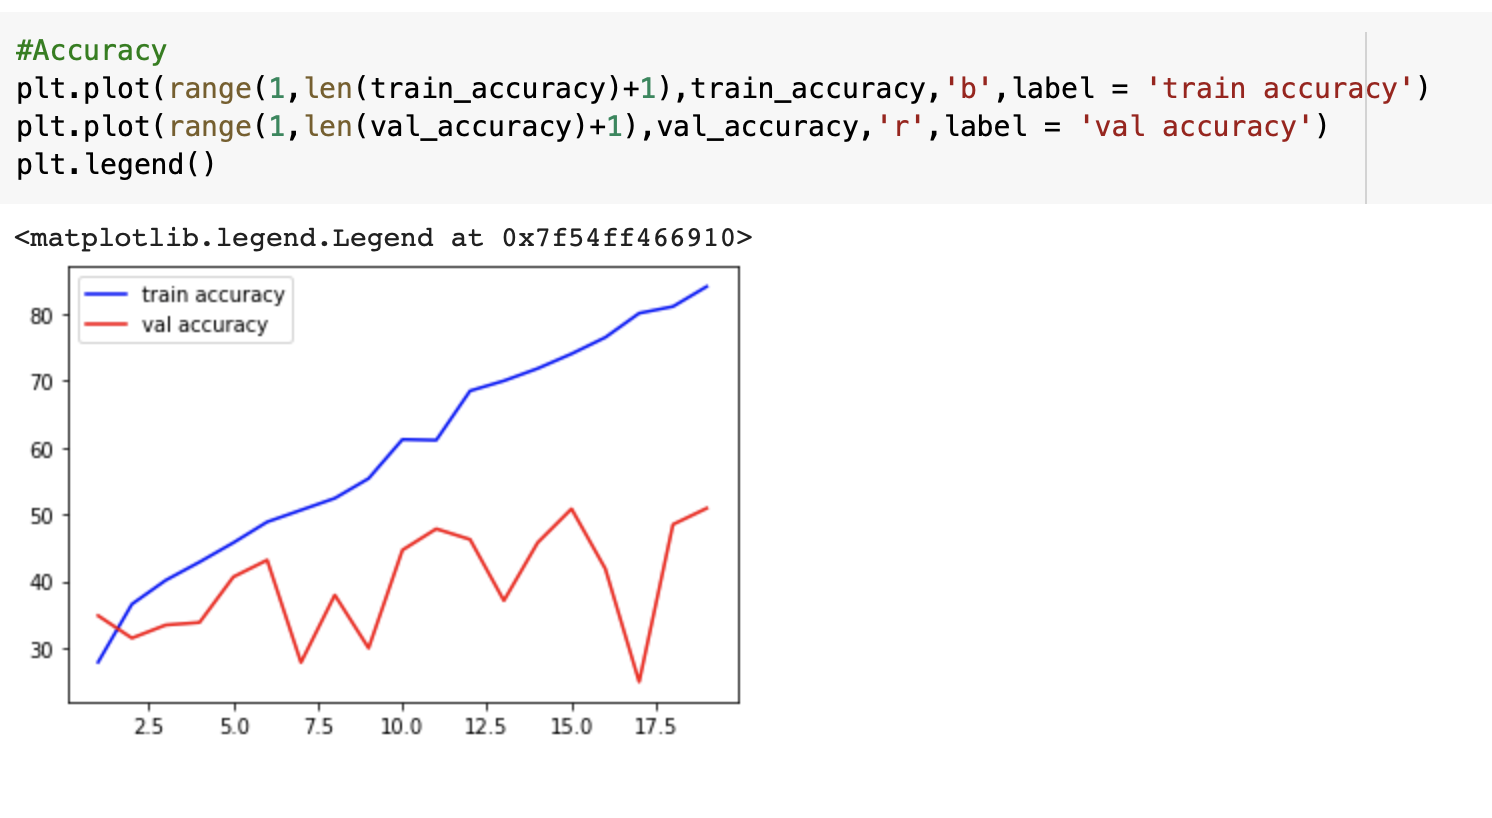 #Accuracy
plt.plot(range(1,len(train_accuracy)+1),train_accuracy,'b',label = 'train accuracy')
plt.plot(range(1,len(val_accuracy)+1),val_accuracy,'r',label = 'val accuracy')
plt.legend()
<matplotlib.legend.Legend at 0x7f54ff466910>
train accuracy
val accuracy
80
70
60
50
40
30
2.5 5.0 7.5 10.0 12.5 15.0 17.5